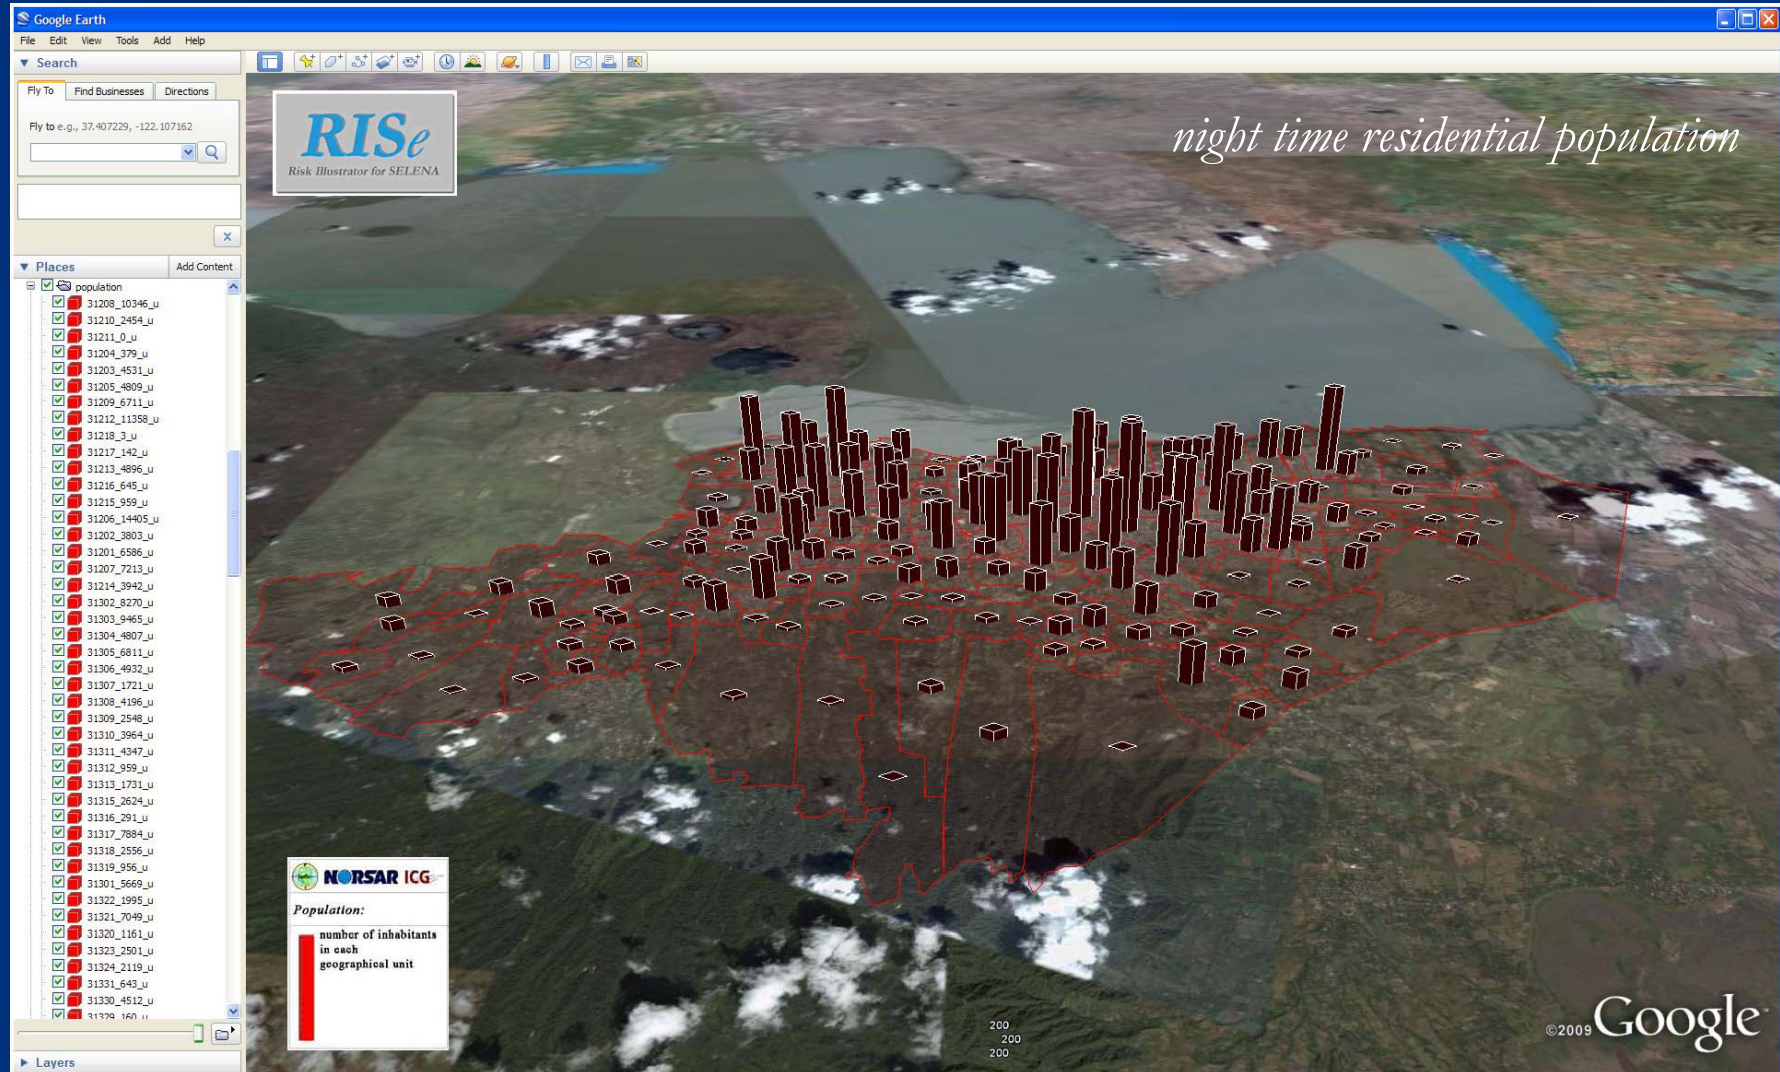 Google Earth
File Edit View Tools Add Help
Search
Fly To Find Businesses Directions
Fly to e.g., 37.407229, -122.107162
Places Add Content
population
31208_10346_u
31210_2454_u
31211_0_u
31204_379_u
31203_4531_u
31205_4809_u
31209_6711_u
31212_11358_u
31218_3_u
31217_142_u
31213_4896_u
31216_645_u
31215_959_u
31206_14405_u
31202_3803_u
31201_6586_u
31207_7213_u
31214_3942_u
31302_8270_u
31303_9465_u
31304_4807_u
31305_6811_u
31306_4932_u
31307_1721_u
31308_4196_u
31309_2548_u
31310_3964_u
31311_4347_u
31312_959_u
31313_1731_u
31315_2624_u
31316_291_u
31317_7884_u
31318_2556_u
31319_956_u
31301_5669_u
31322_1995_u
31321_7049_u
31320_1161_u
31323_2501_u
31324_2119_u
31331_643_u
31330_4512_u
31329_160_u
Layers
RISe
Risk Illustrator for SELENA
night time residential population
NORSAR ICG
Population:
number of inhabitants
in each
geographical unit
200
200
200
©2009 Google™